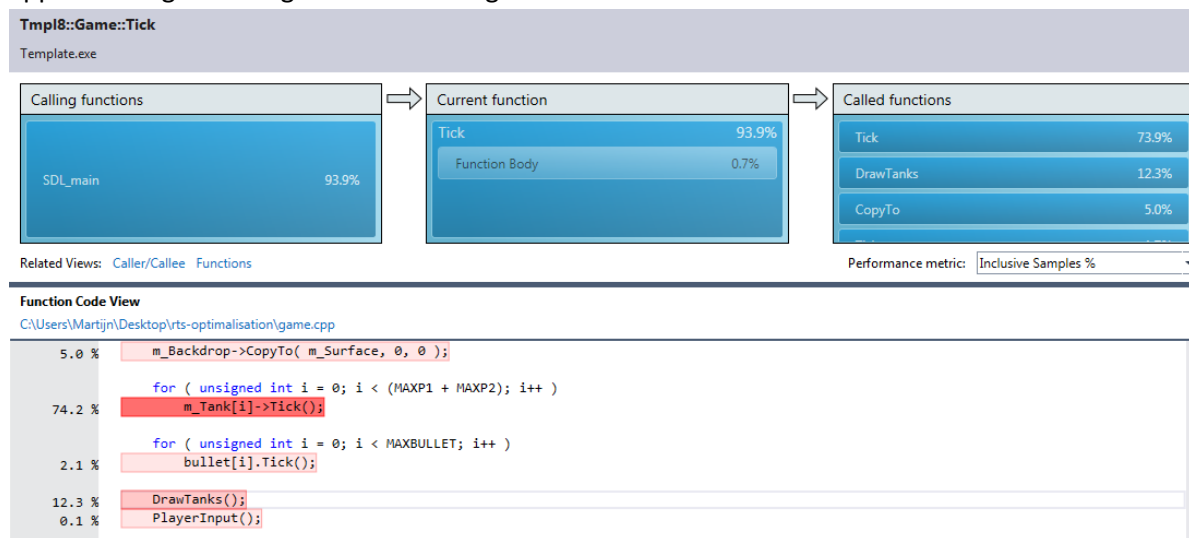 Tmpl8::Game::Tick
Template.exe
Calling functions
Current function
Called functions
SDL_main 93.9%
Tick 93.9%
Function Body 0.7%
Tick 73.9%
DrawTanks 12.3%
CopyTo 5.0%
Related Views: Caller/Callee Functions
Performance metric: Inclusive Samples %
Function Code View
C:\Users\Martijn\Desktop\rts-optimalisation\game.cpp
5.0 % m_Backdrop->CopyTo( m_Surface, 0, 0 );
for ( unsigned int i = 0; i < (MAXP1 + MAXP2); i++ )
74.2 % m_Tank[i]->Tick();
for ( unsigned int i = 0; i < MAXBULLET; i++ )
2.1 % bullet[i].Tick();
12.3 % DrawTanks();
0.1 % PlayerInput();